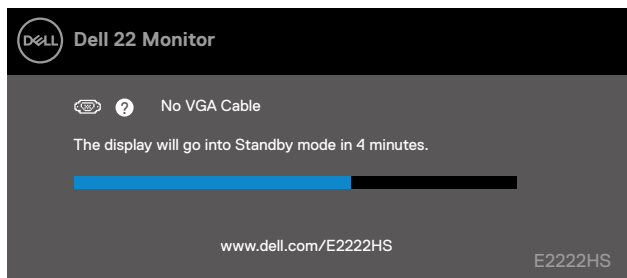 DELL
Dell 22 Monitor
? No VGA Cable
The display will go into Standby mode in 4 minutes.
www.dell.com/E2222HS
E2222HS